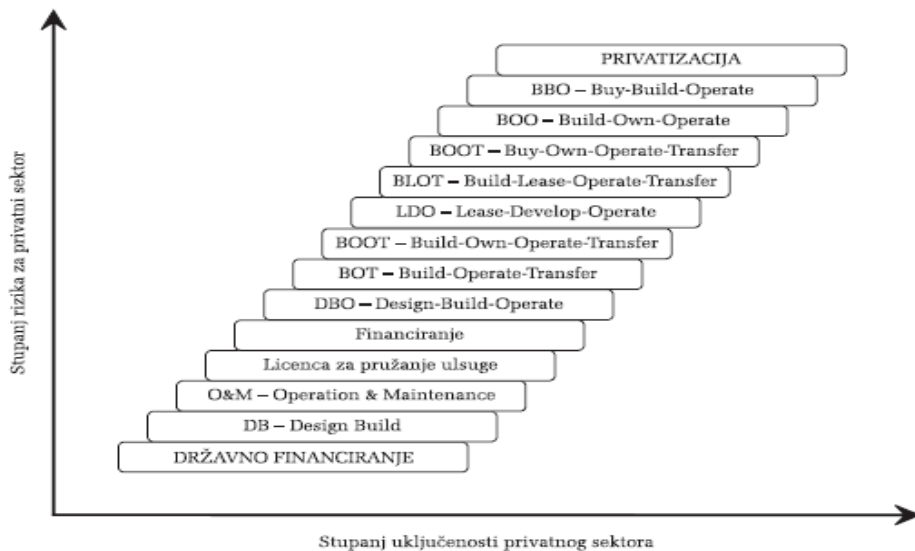 Stupanj rizika za privatni sektor
PRIVATIZACIJA
BBO – Buy-Build-Operate
BOO – Build-Own-Operate
BOOT – Buy-Own-Operate-Transfer
BLOT – Build-Lease-Operate-Transfer
LDO – Lease-Develop-Operate
BOOT – Build-Own-Operate-Transfer
BOT – Build-Operate-Transfer
DBO – Design-Build-Operate
Financiranje
Licenca za pružanje ulsuge
O&M – Operation & Maintenance
DB – Design Build
DRŽAVNO FINANCIRANJE
Stupanj uključenosti privatnog sektora